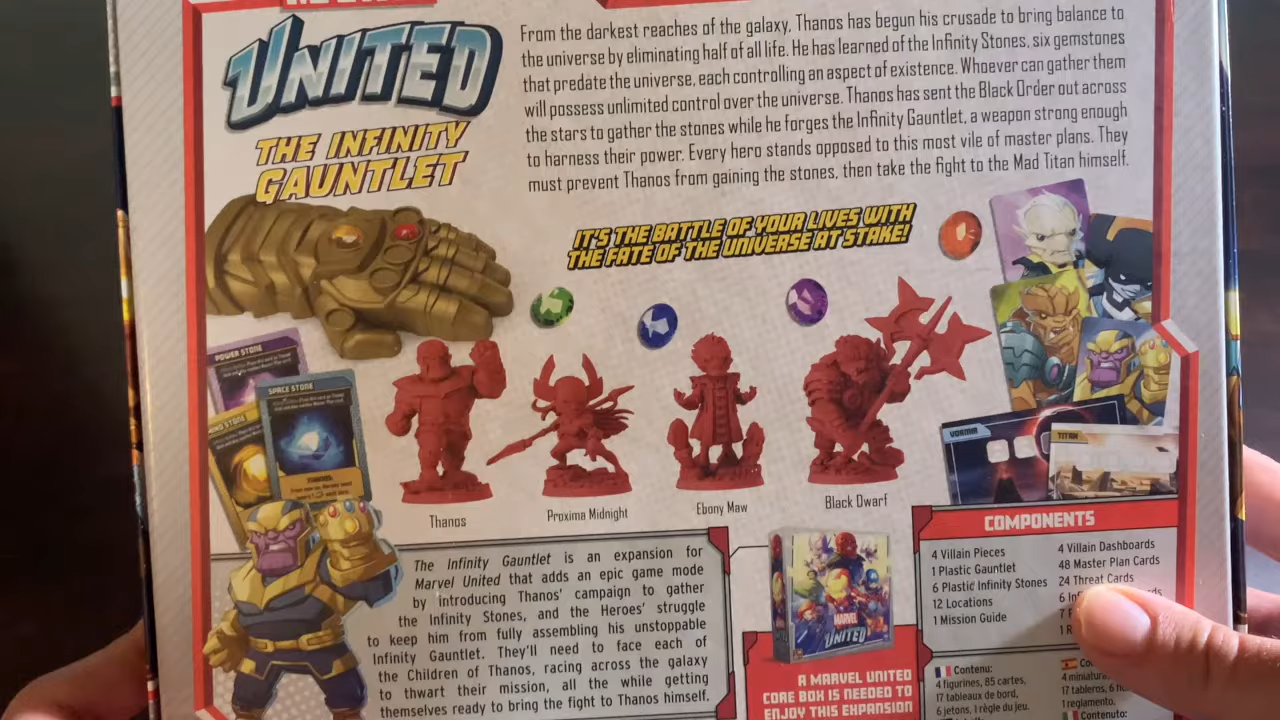 UNITED
THE INFINITY
GAUNTLET
From the darkest reaches of the galaxy, Thanos has begun his crusade to bring balance to
the universe by eliminating half of all life. He has learned of the Infinity Stones, six gemstones
that predate the universe, each controlling an aspect of existence. Whoever can gather them
will possess unlimited control over the universe. Thanos has sent the Black Order out across
the stars to gather the stones while he forges the Infinity Gauntlet, a weapon strong enough
to harness their power. Every hero stands opposed to this most vile of master plans. They
must prevent Thanos from gaining the stones, then take the fight to the Mad Titan himself.
IT'S THE BATTLE OF YOUR LIVES WITH
THE FATE OF THE UNIVERSE AT STAKE!
POWER STONE
SPACE STONE
STONE
VORMIR
TITAN
Thanos
Proxima Midnight
Ebony Maw
Black Dwarf
The Infinity Gauntlet is an expansion for
Marvel United that adds an epic game mode
by introducing Thanos' campaign to gather
the Infinity Stones, and the Heroes' struggle
to keep him from fully assembling his unstoppable
Infinity Gauntlet. They'll need to face each of
the Children of Thanos, racing across the galaxy
to thwart their mission, all the while getting
themselves ready to bring the fight to Thanos himself.
MARVEL
UNITED
A MARVEL UNITED
CORE BOX IS NEEDED TO
ENJOY THIS EXPANSION
COMPONENTS
4 Villain Pieces
1 Plastic Gauntlet
6 Plastic Infinity Stones
12 Locations
1 Mission Guide
4 Villain Dashboards
48 Master Plan Cards
24 Threat Cards
6
7
1
Contenu:
4 figurines, 85 cartes,
17 tableaux de bord,
6 jetons, 1 règle du jeu.
4
17 tableros, 6
1 reglamento.
Contenuto: